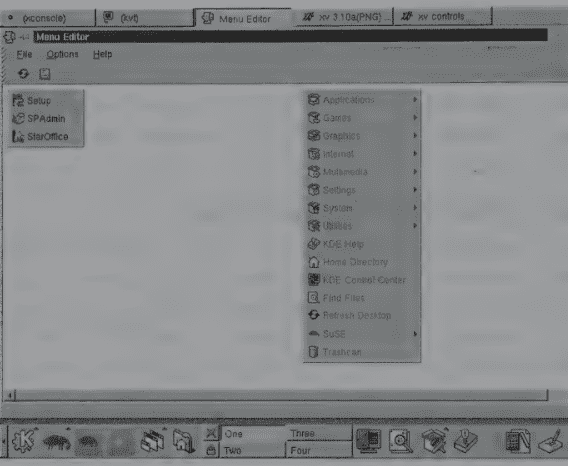 (xconsole)
(kvt)
Menu Editor
xv 3.10a(PNG) ...
xv controls
Menu Editor
File Options Help
Setup
SPAdmin
StarOffice
Applications
Games
Graphics
Internet
Multimedia
Settings
System
Utilities
KDE Help
Home Directory
KDE Control Center
Find Files
Refresh Desktop
SuSE
Trashcan
One Three
Two Four